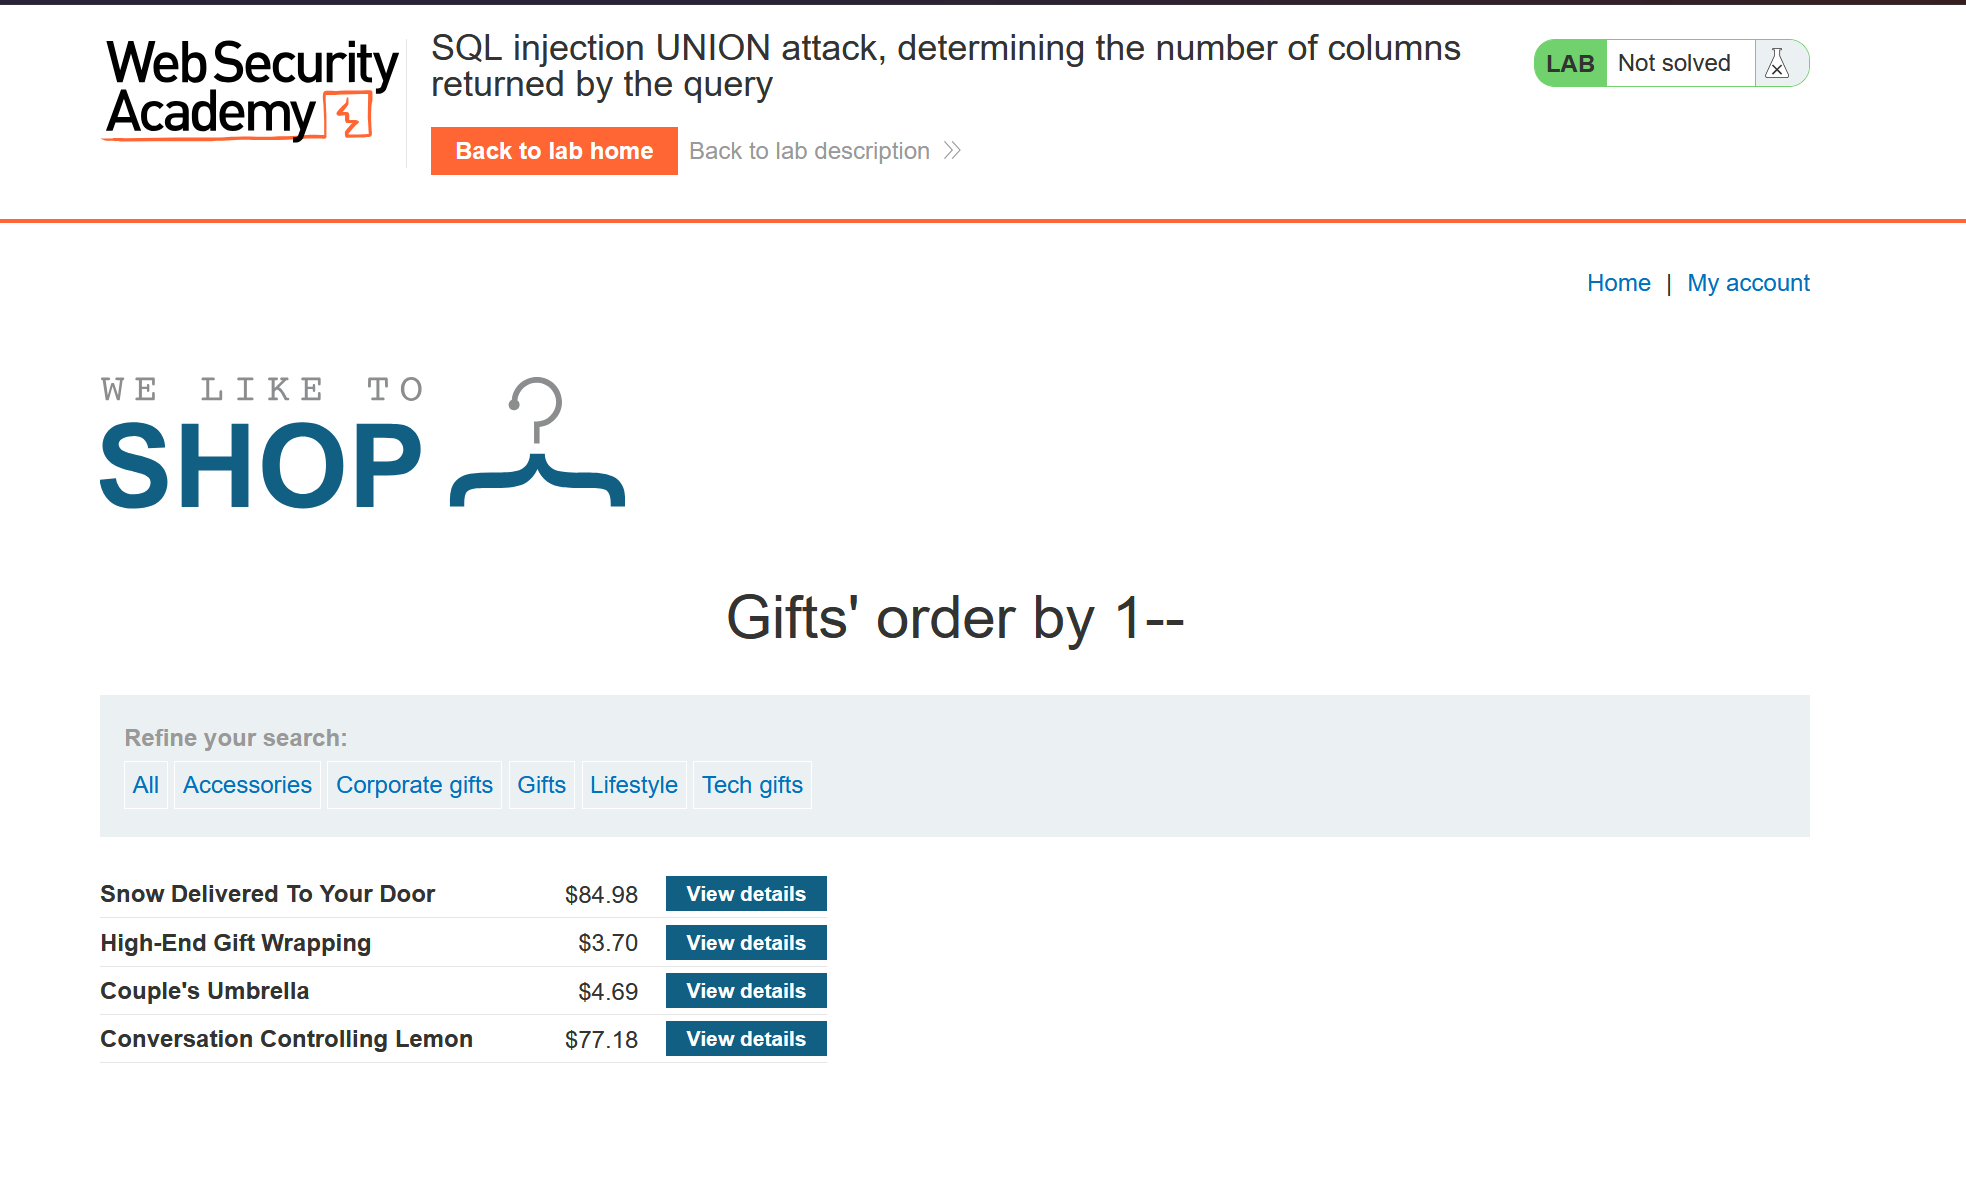 Web Security
Academy
SQL injection UNION attack, determining the number of columns
returned by the query
Back to lab home
Back to lab description
LAB
Not solved
Home | My account
WE LIKE TO
SHOP
Gifts' order by 1--
Refine your search:
All
Accessories
Corporate gifts
Gifts
Lifestyle
Tech gifts
Snow Delivered To Your Door $84.98 View details
High-End Gift Wrapping $3.70 View details
Couple's Umbrella $4.69 View details
Conversation Controlling Lemon $77.18 View details